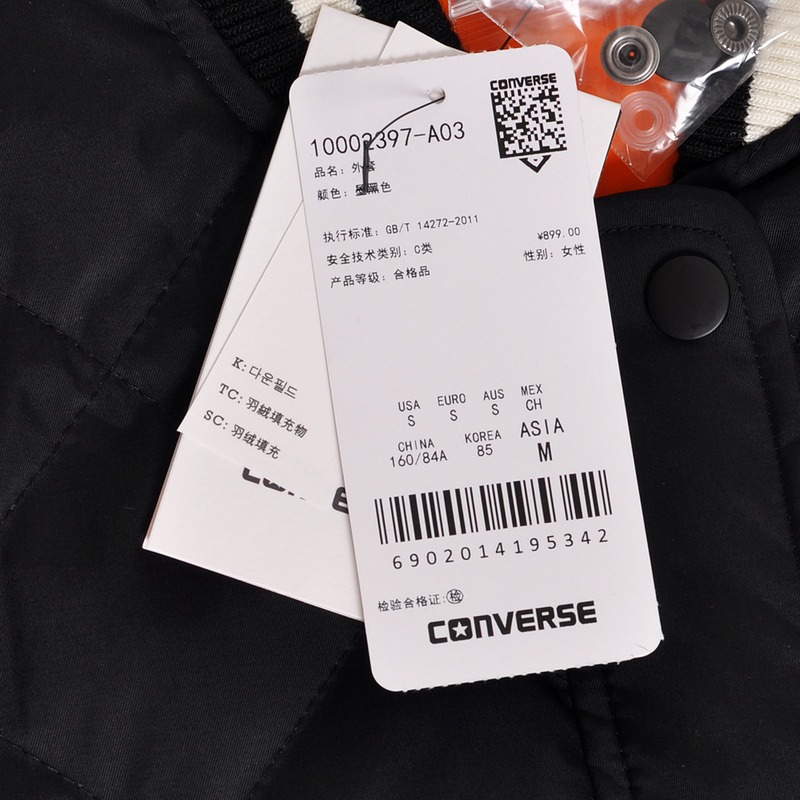 CONVERSE
10002397-A03
品名: 外套
颜色: 墨黑色
执行标准: GB/T 14272-2011
安全技术类别: C类
产品等级: 合格品
¥899.00
性别: 女性
USA EURO AUS MEX
S S S CH
CHINA KOREA ASIA
160/84A 85 M
6902014195342
检验合格证: 检
CONVERSE
K: 다운필드
TC: 羽絨填充物
SC: 羽绒填充